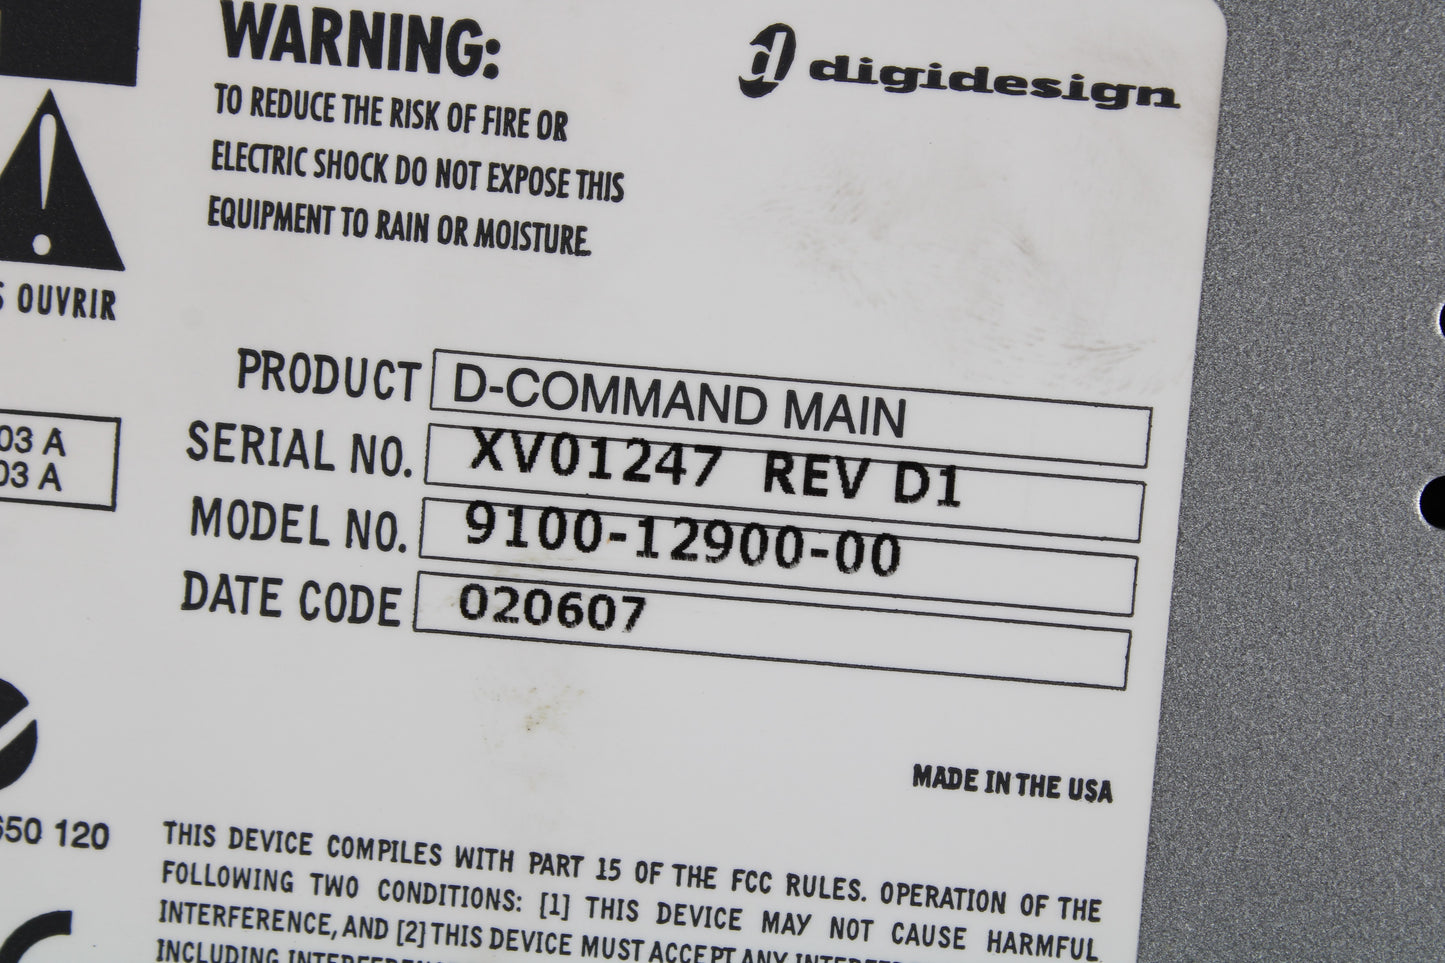 WARNING:
digidesign
TO REDUCE THE RISK OF FIRE OR
ELECTRIC SHOCK DO NOT EXPOSE THIS
EQUIPMENT TO RAIN OR MOISTURE.
OUVRIR
PRODUCT D-COMMAND MAIN
SERIAL NO. XV01247 REV D1
MODEL NO. 9100-12900-00
DATE CODE 020607
03 A
03 A
MADE IN THE USA
650 120
THIS DEVICE COMPILES WITH PART 15 OF THE FCC RULES. OPERATION OF THE
FOLLOWING TWO CONDITIONS: [1] THIS DEVICE MAY NOT CAUSE HARMFUL
INTERFERENCE, AND [2] THIS DEVICE MUST ACCEPT ANY
INCLUDING